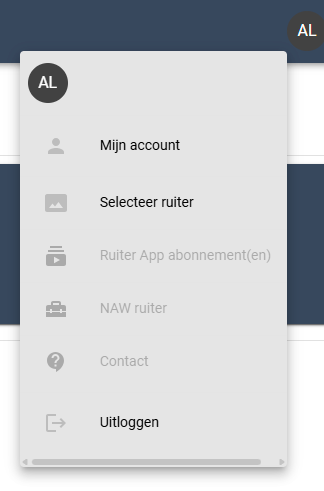 AL
AL
Mijn account
Selecteer ruiter
Ruiter App abonnement(en)
NAW ruiter
Contact
Uitloggen